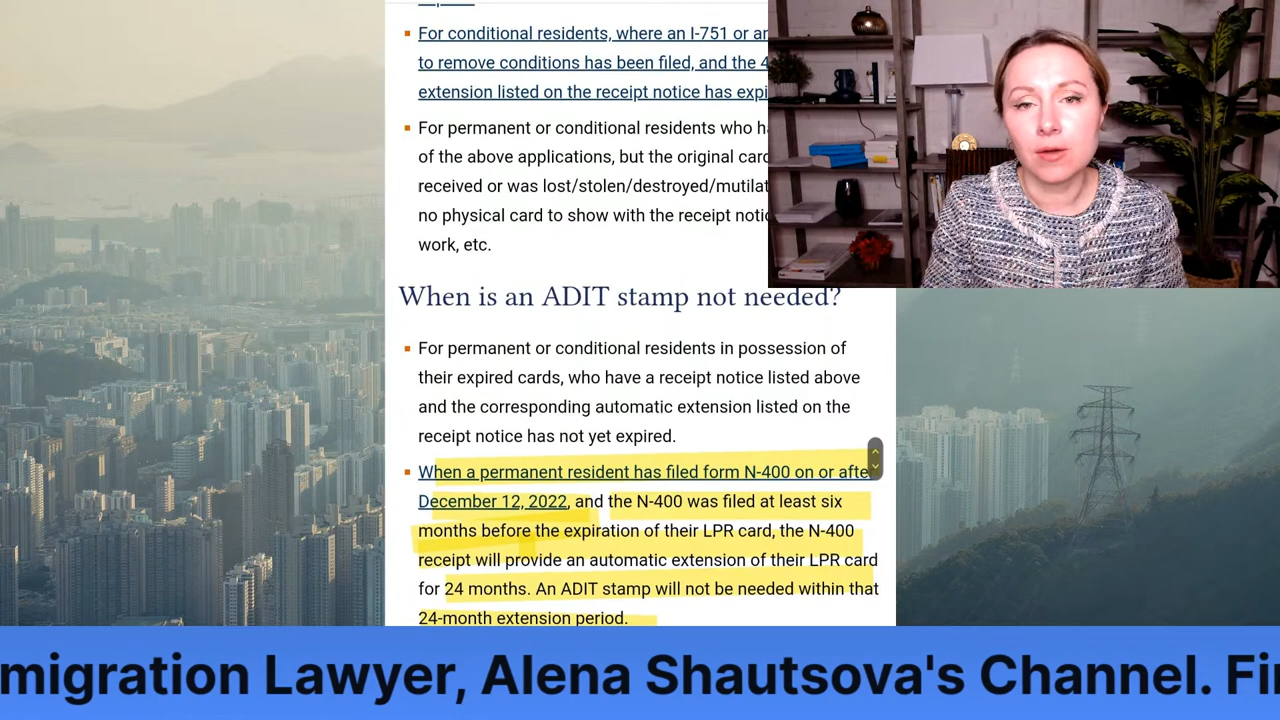 For conditional residents, where an I-751 or
to remove conditions has been filed, and the
extension listed on the receipt notice has
For permanent or conditional residents who
of the above applications, but the original
received or was lost/stolen/destroyed/
no physical card to show with the receipt
work, etc.
When is an ADIT stamp not needed?
For permanent or conditional residents in possession of
their expired cards, who have a receipt notice listed above
and the corresponding automatic extension listed on the
receipt notice has not yet expired.
When a permanent resident has filed form N-400 on or after
December 12, 2022, and the N-400 was filed at least six
months before the expiration of their LPR card, the N-400
receipt will provide an automatic extension of their LPR card
for 24 months. An ADIT stamp will not be needed within that
24-month extension period.
migration Lawyer, Alena Shautsova's Channel. Fi